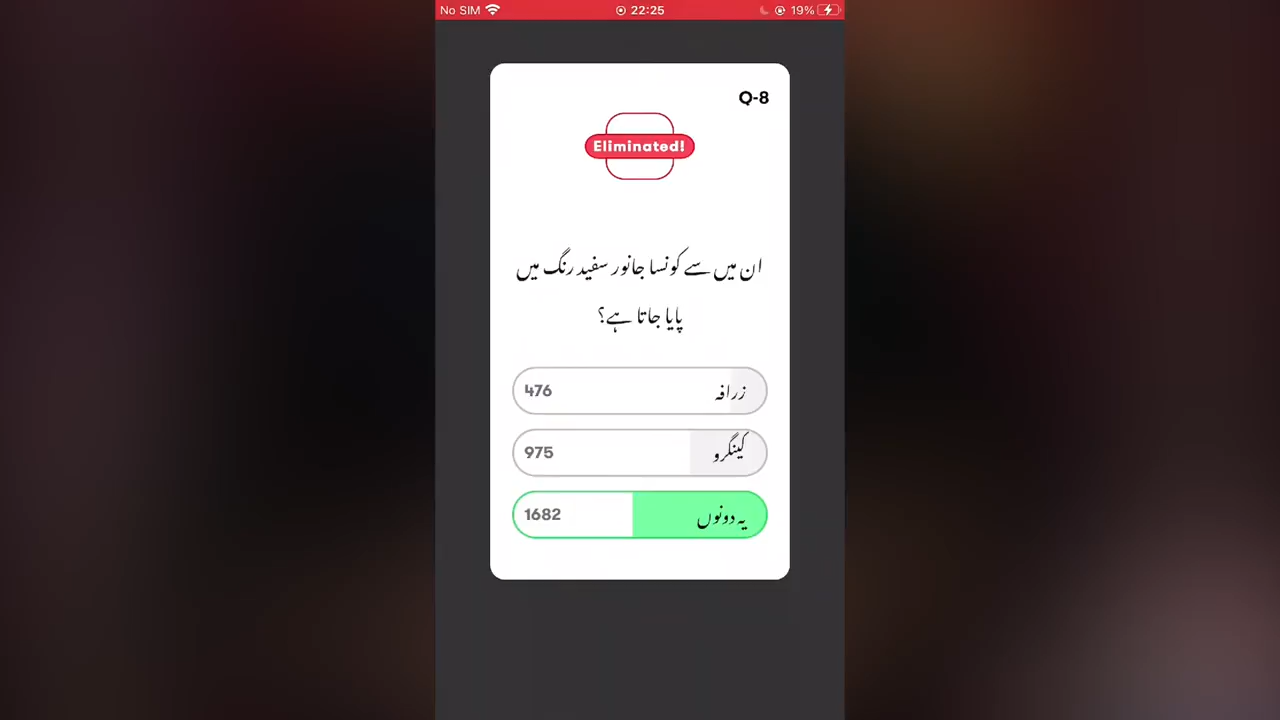 No SIM 22:25 19%
Q-8
Eliminated!
ان میں سے کونسا جانور سفید رنگ میں
پایا جاتا ہے؟
زرافہ 476
کینگرو 975
یہ دونوں 1682